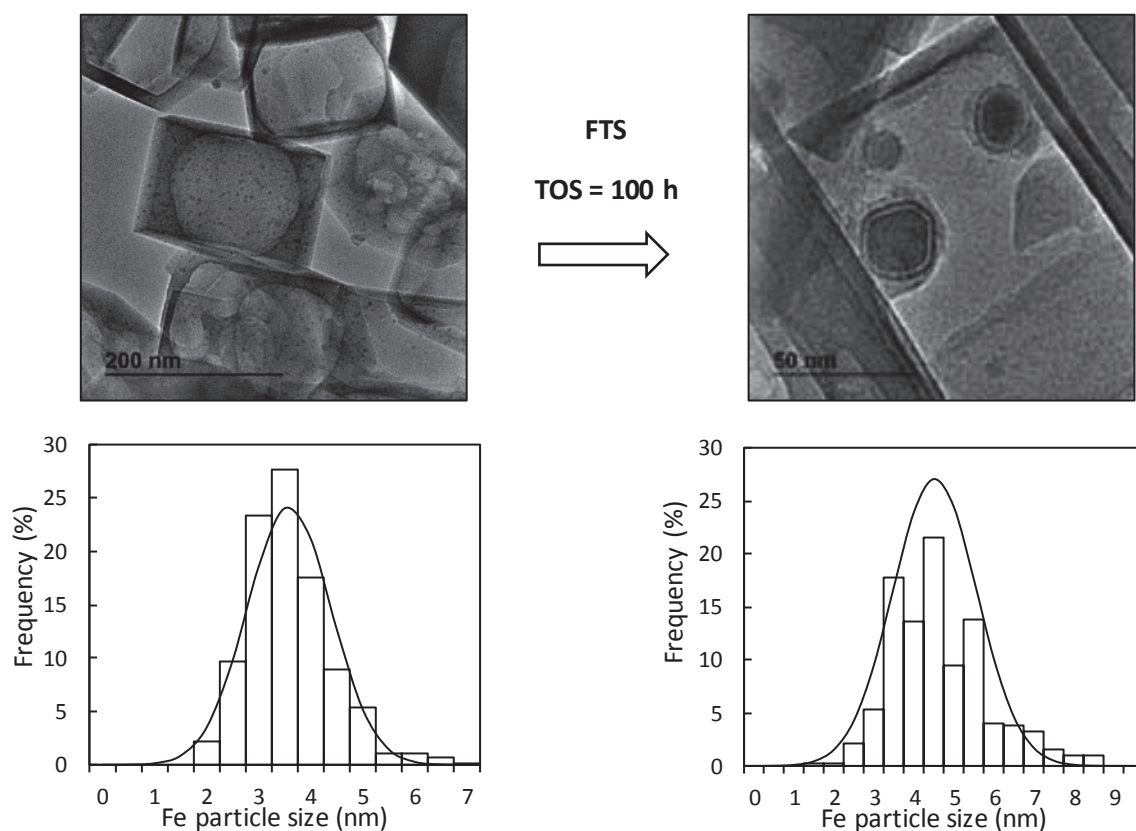 FTS
TOS = 100 h
200 nm
50 nm
30
25
20
15
10
5
0
Frequency (%)
0 1 2 3 4 5 6 7
Fe particle size (nm)
30
25
20
15
10
5
0
Frequency (%)
0 1 2 3 4 5 6 7 8 9
Fe particle size (nm)